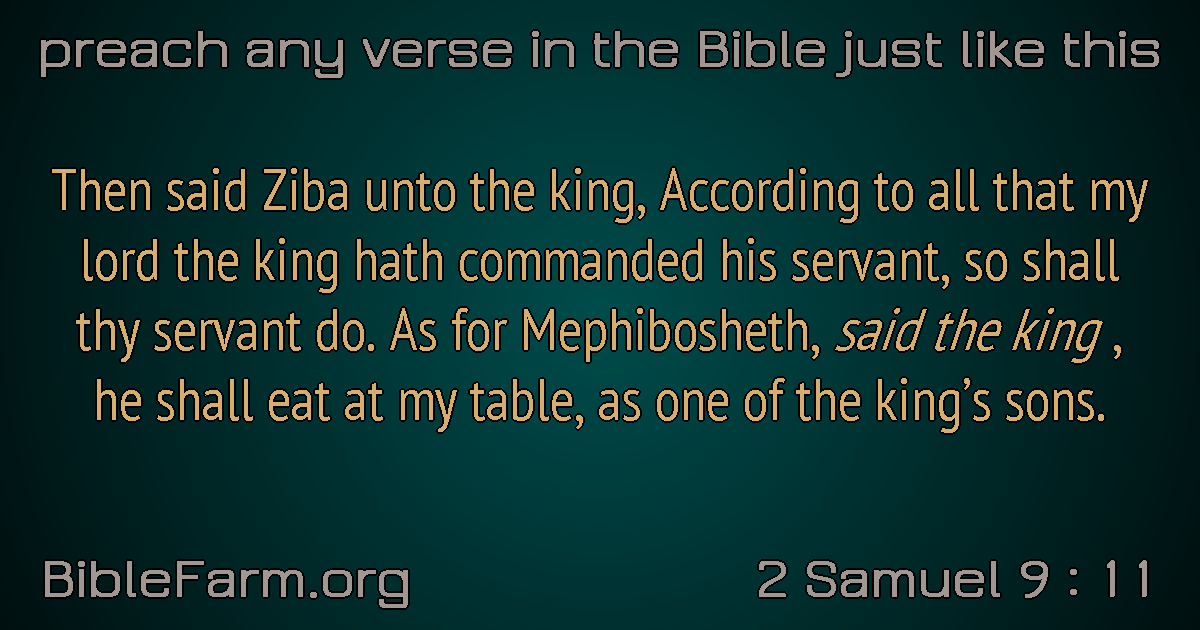 preach any verse in the Bible just like this
Then said Ziba unto the king, According to all that my
lord the king hath commanded his servant, so shall
thy servant do. As for Mephibosheth, said the king ,
he shall eat at my table, as one of the king’s sons.
BibleFarm.org
2 Samuel 9 : 11